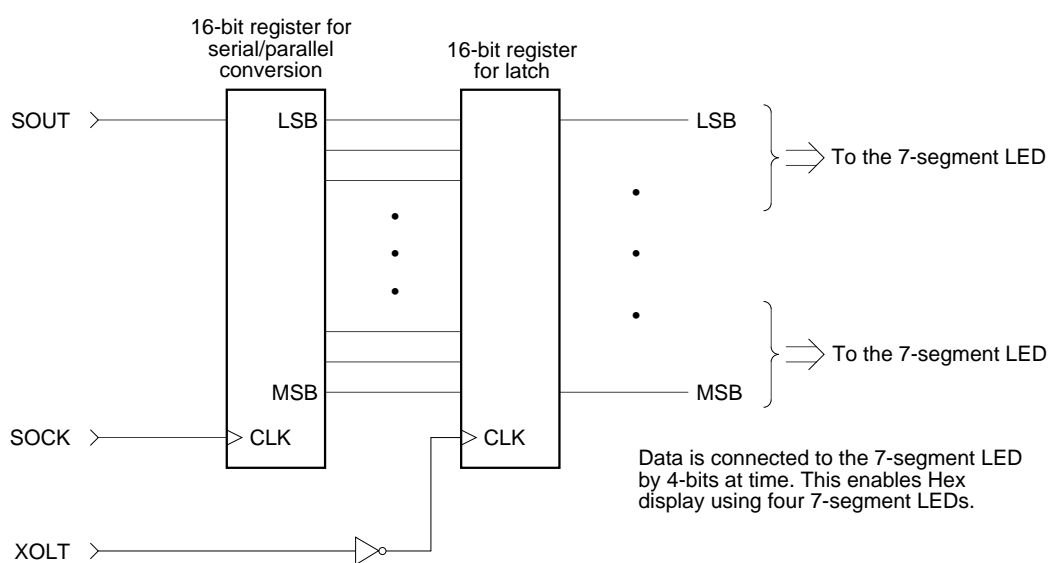 16-bit register for
serial/parallel
conversion
16-bit register
for latch
SOUT
LSB
LSB
To the 7-segment LED
To the 7-segment LED
MSB
MSB
SOCK
CLK
CLK
Data is connected to the 7-segment LED
by 4-bits at time. This enables Hex
display using four 7-segment LEDs.
XOLT